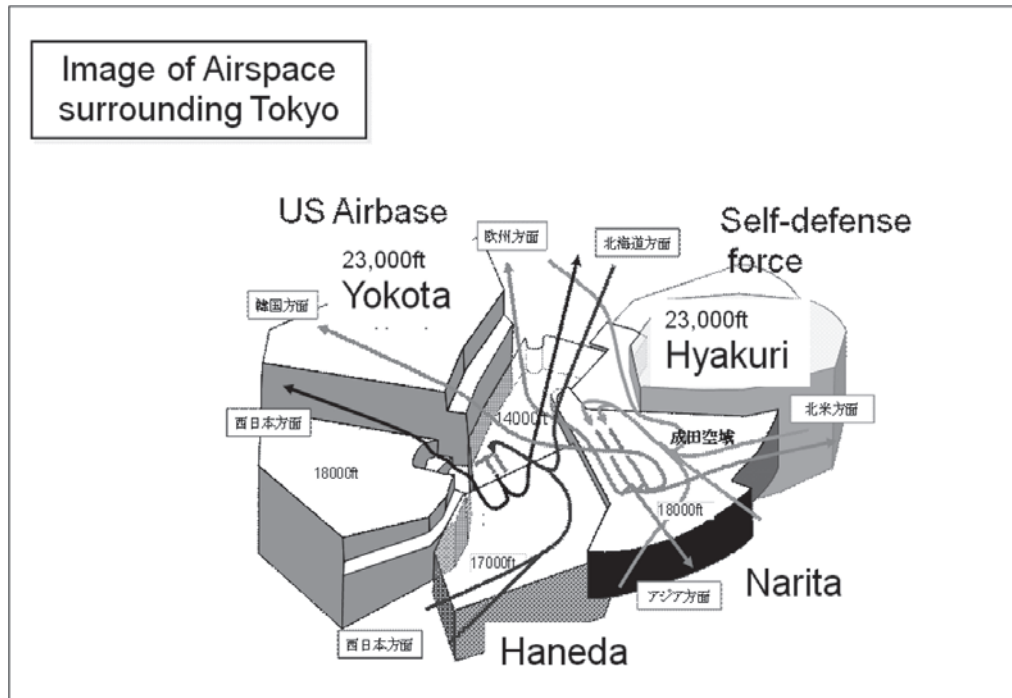 Image of Airspace
surrounding Tokyo
US Airbase
23,000ft
Yokota
欧州方面
北海道方面
Self-defense
force
23,000ft
Hyakuri
韓国方面
西日本方面
14000ft
北米方面
成田空域
18000ft
18000ft
17000ft
アジア方面
Narita
西日本方面
Haneda